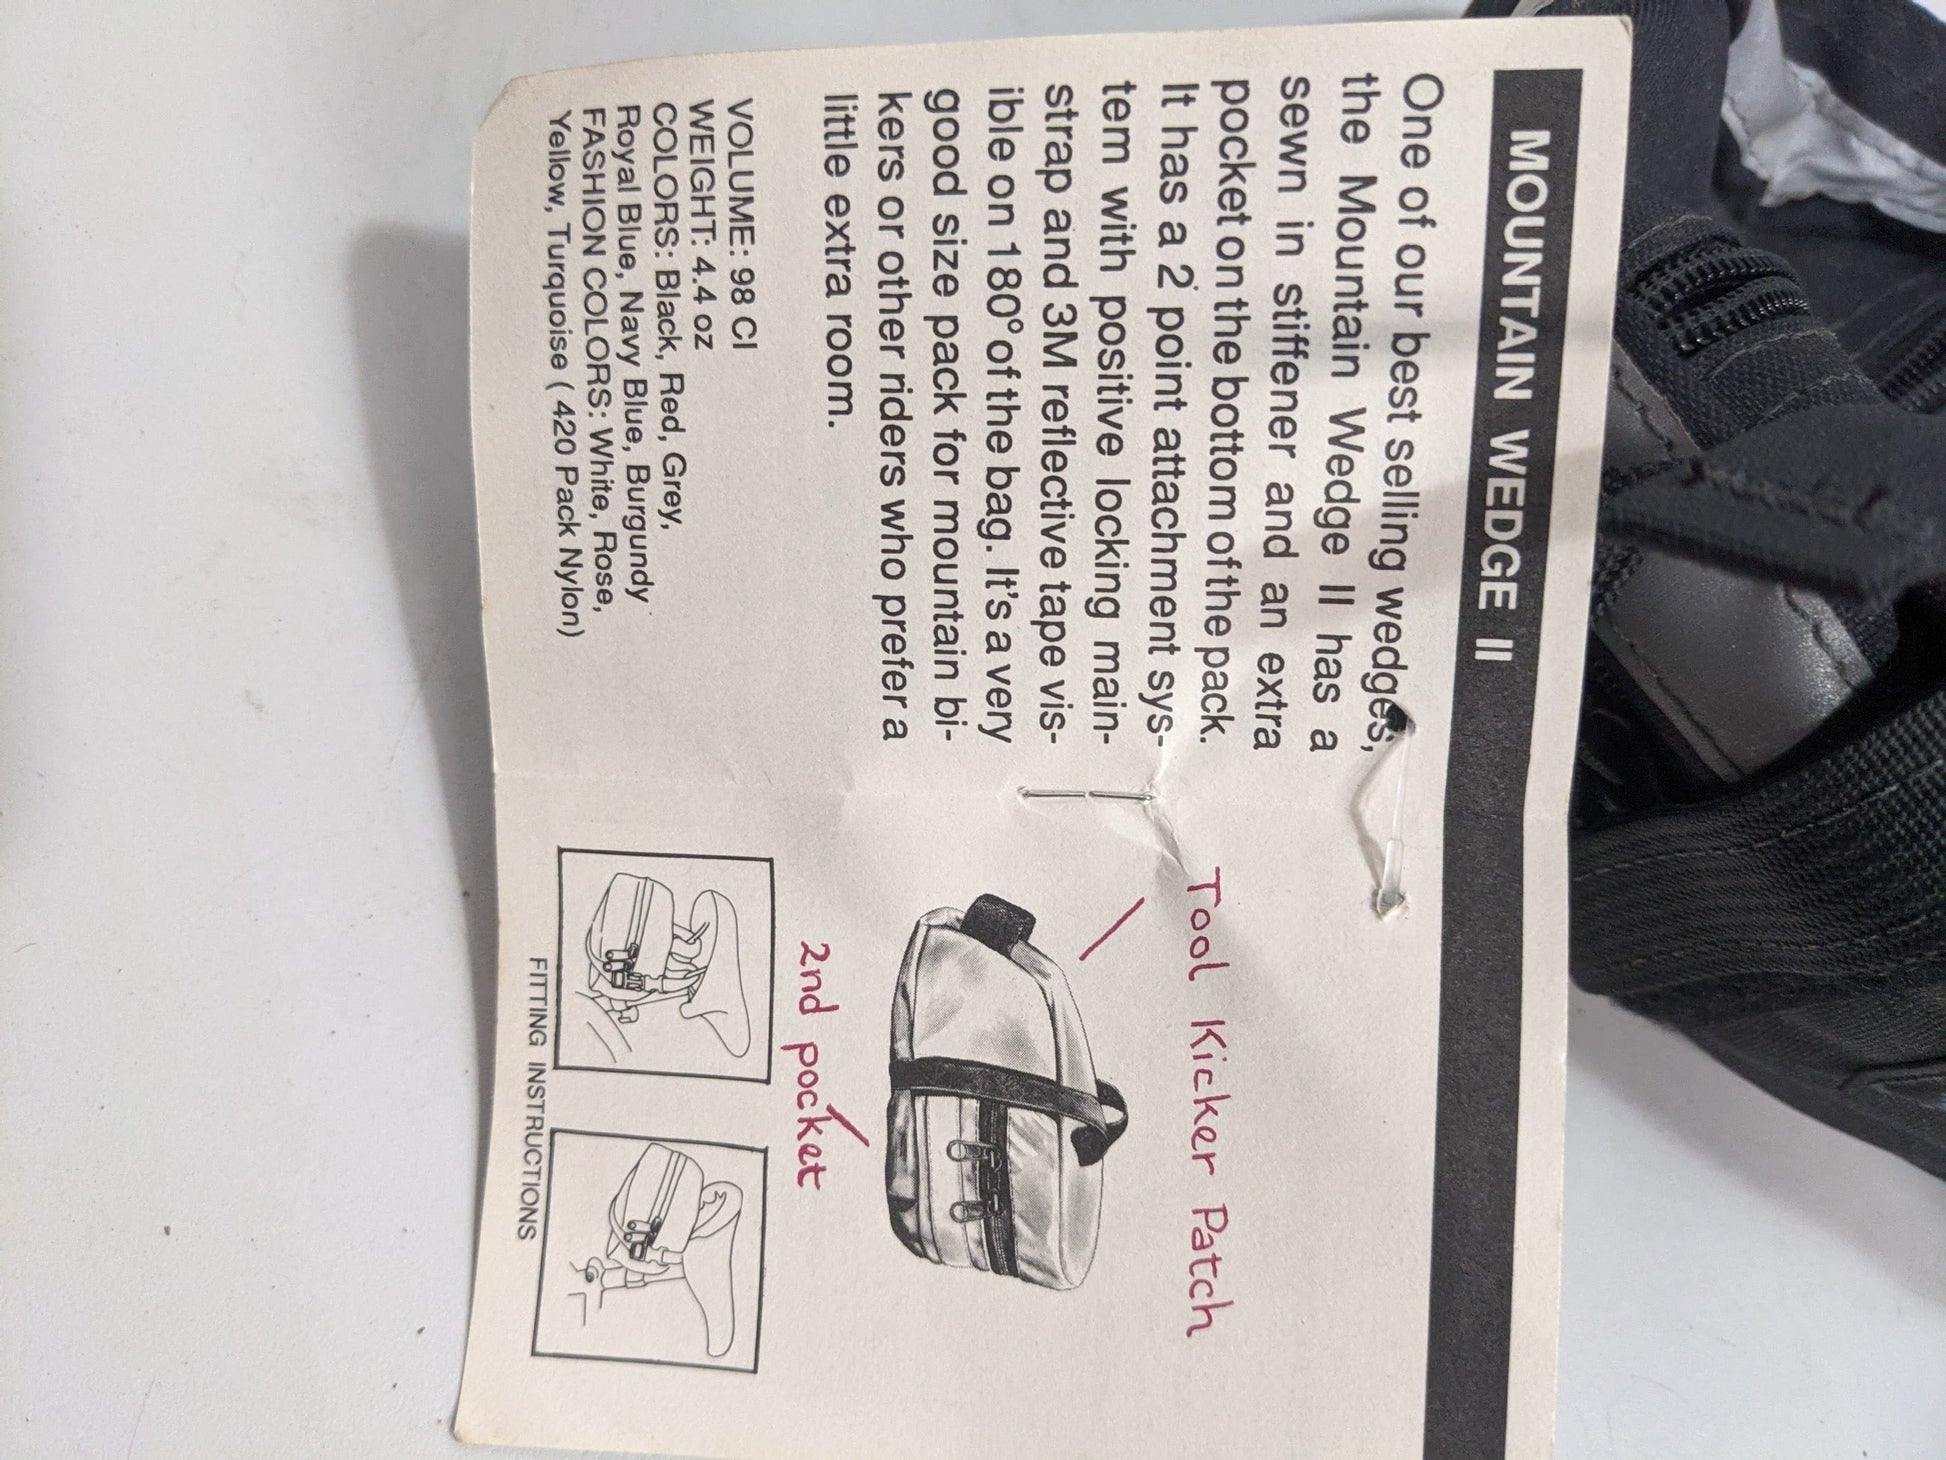 MOUNTAIN WEDGE II
One of our best selling wedges,
the Mountain Wedge II has a
sewn in stiffener and an extra
pocket on the bottom of the pack.
It has a 2 point attachment sys-
tem with positive locking main-
strap and 3M reflective tape vis-
ible on 180° of the bag. It's a very
good size pack for mountain bi-
kers or other riders who prefer a
little extra room.
VOLUME: 98 CI
WEIGHT: 4.4 oz
COLORS: Black, Red, Grey,
Royal Blue, Navy Blue, Burgundy
FASHION COLORS: White, Rose,
Yellow, Turquoise ( 420 Pack Nylon)
Tool Kicker Patch
2nd pocket
FITTING INSTRUCTIONS